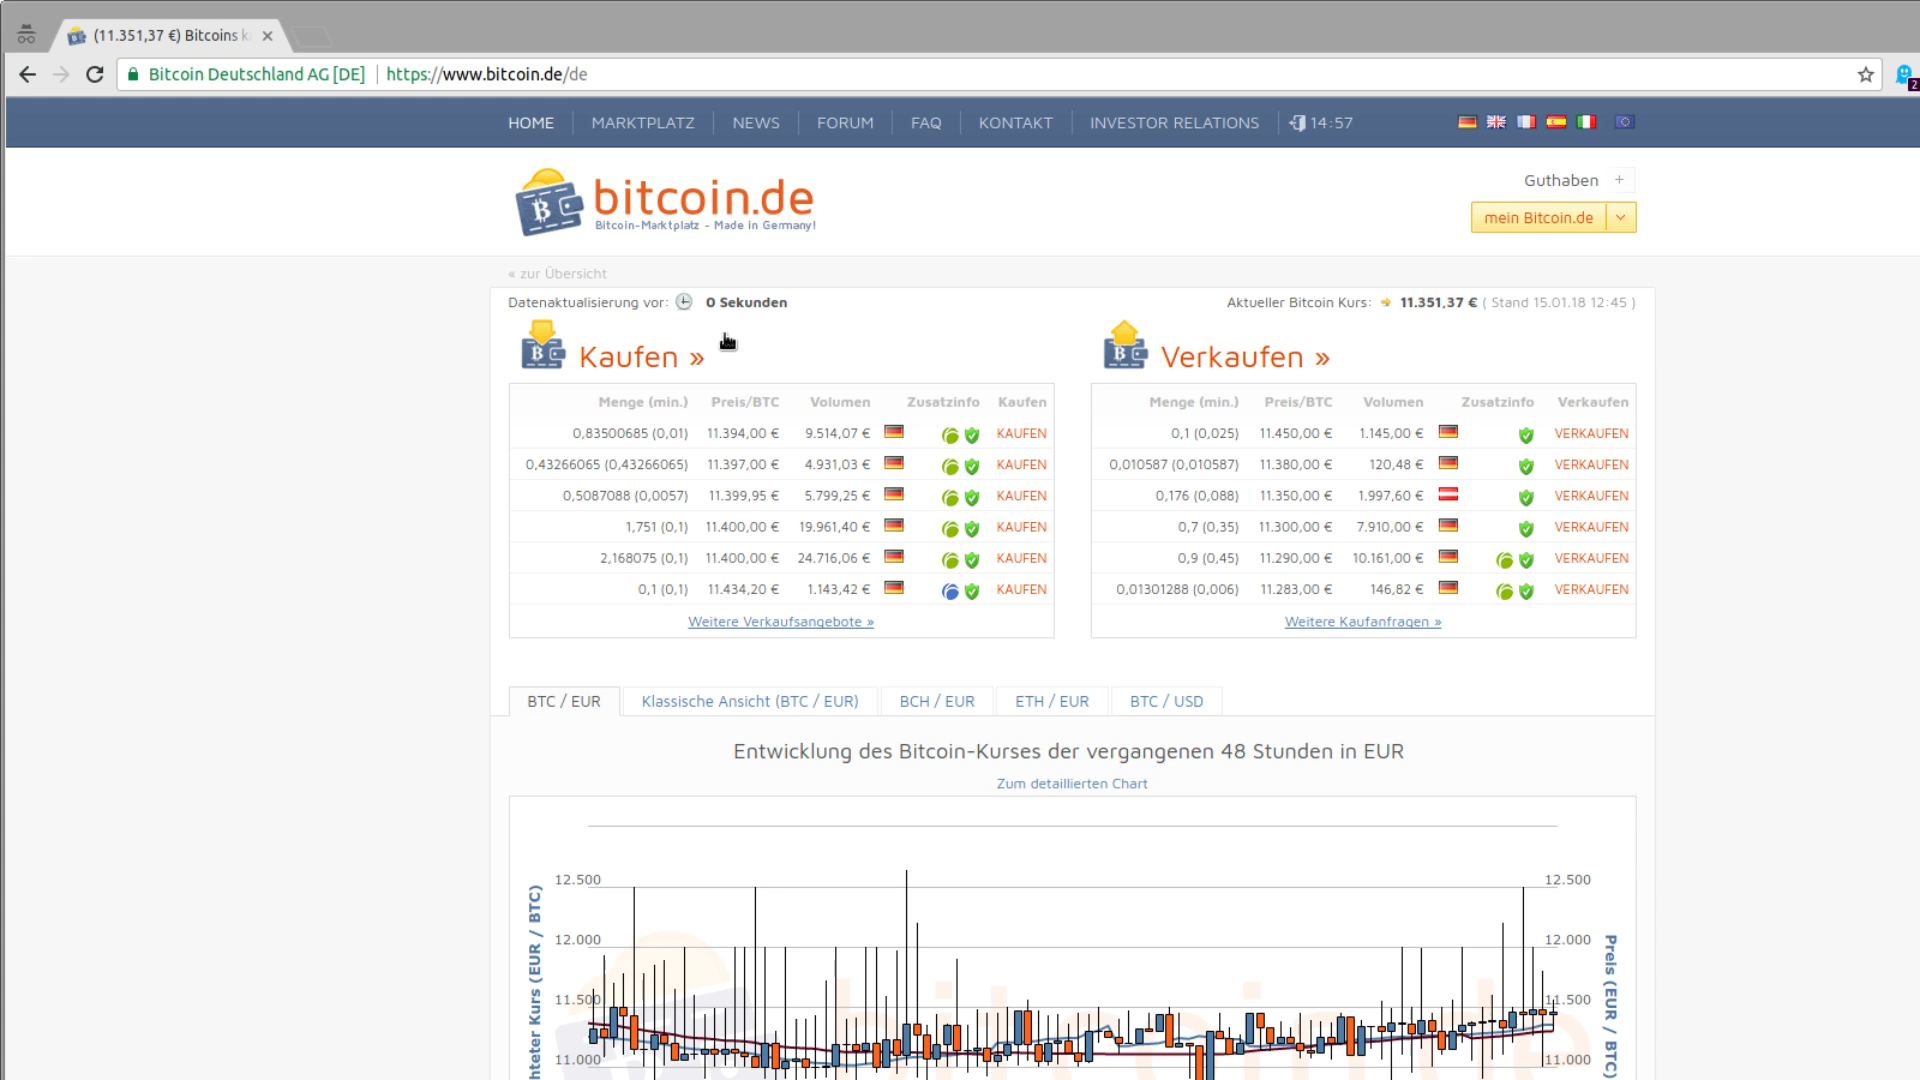 (11.351,37 €) Bitcoins k
Bitcoin Deutschland AG [DE] https://www.bitcoin.de/de
2
HOME MARKTPLATZ NEWS FORUM FAQ KONTAKT INVESTOR RELATIONS 14:57
bitcoin.de
Bitcoin-Marktplatz - Made in Germany!
Guthaben +
mein Bitcoin.de
« zur Übersicht
Datenaktualisierung vor: 0 Sekunden
Aktueller Bitcoin Kurs: 11.351,37 € ( Stand 15.01.18 12:45 )
Kaufen »
Menge (min.) Preis/BTC Volumen Zusatzinfo Kaufen
0,83500685 (0,01) 11.394,00 € 9.514,07 € KAUFEN
0,43266065 (0,43266065) 11.397,00 € 4.931,03 € KAUFEN
0,5087088 (0,0057) 11.399,95 € 5.799,25 € KAUFEN
1,751 (0,1) 11.400,00 € 19.961,40 € KAUFEN
2,168075 (0,1) 11.400,00 € 24.716,06 € KAUFEN
0,1 (0,1) 11.434,20 € 1.143,42 € KAUFEN
Weitere Verkaufsangebote »
Verkaufen »
Menge (min.) Preis/BTC Volumen Zusatzinfo Verkaufen
0,1 (0,025) 11.450,00 € 1.145,00 € VERKAUFEN
0,010587 (0,010587) 11.380,00 € 120,48 € VERKAUFEN
0,176 (0,088) 11.350,00 € 1.997,60 € VERKAUFEN
0,7 (0,35) 11.300,00 € 7.910,00 € VERKAUFEN
0,9 (0,45) 11.290,00 € 10.161,00 € VERKAUFEN
0,01301288 (0,006) 11.283,00 € 146,82 € VERKAUFEN
Weitere Kaufanfragen »
BTC / EUR Klassische Ansicht (BTC / EUR) BCH / EUR ETH / EUR BTC / USD
Entwicklung des Bitcoin-Kurses der vergangenen 48 Stunden in EUR
Zum detaillierten Chart
12.500 12.500
12.000 12.000
11.500 11.500
11.000 11.000
hteter Kurs (EUR / BTC)
Preis (EUR / BTC)
bitcoin.de